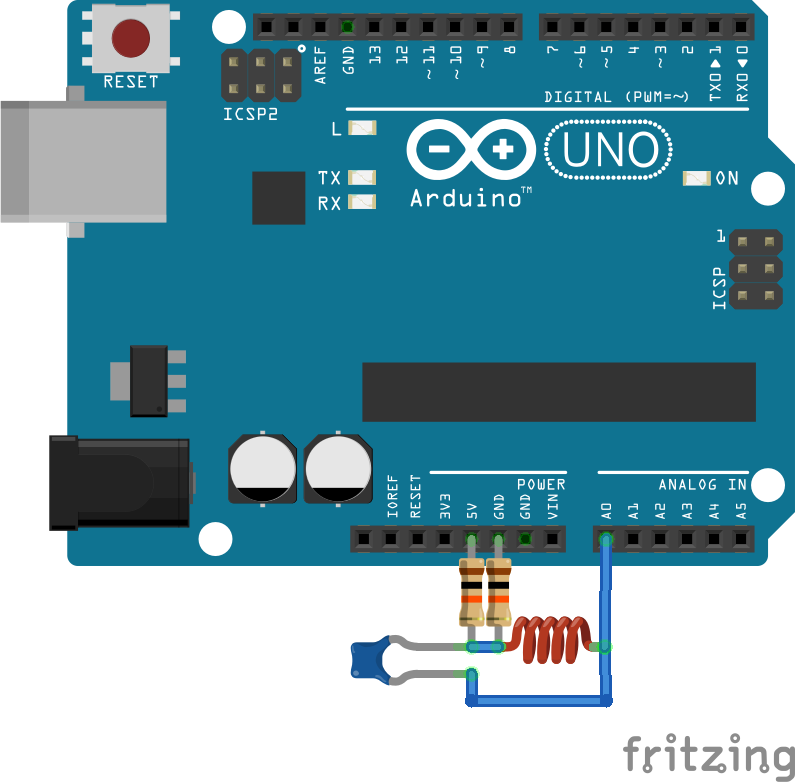 RESET
ICSP2
AREF
GND
13
12
~11
~10
~9
8
7
~6
~5
4
~3
2
TX0▶1
RX0◀0
DIGITAL (PWM=~)
L
TX
RX
Arduino™
UNO
ON
1
ICSP
POWER
ANALOG IN
IOREF
RESET
3V3
5V
GND
GND
VIN
A0
A1
A2
A3
A4
A5
fritzing